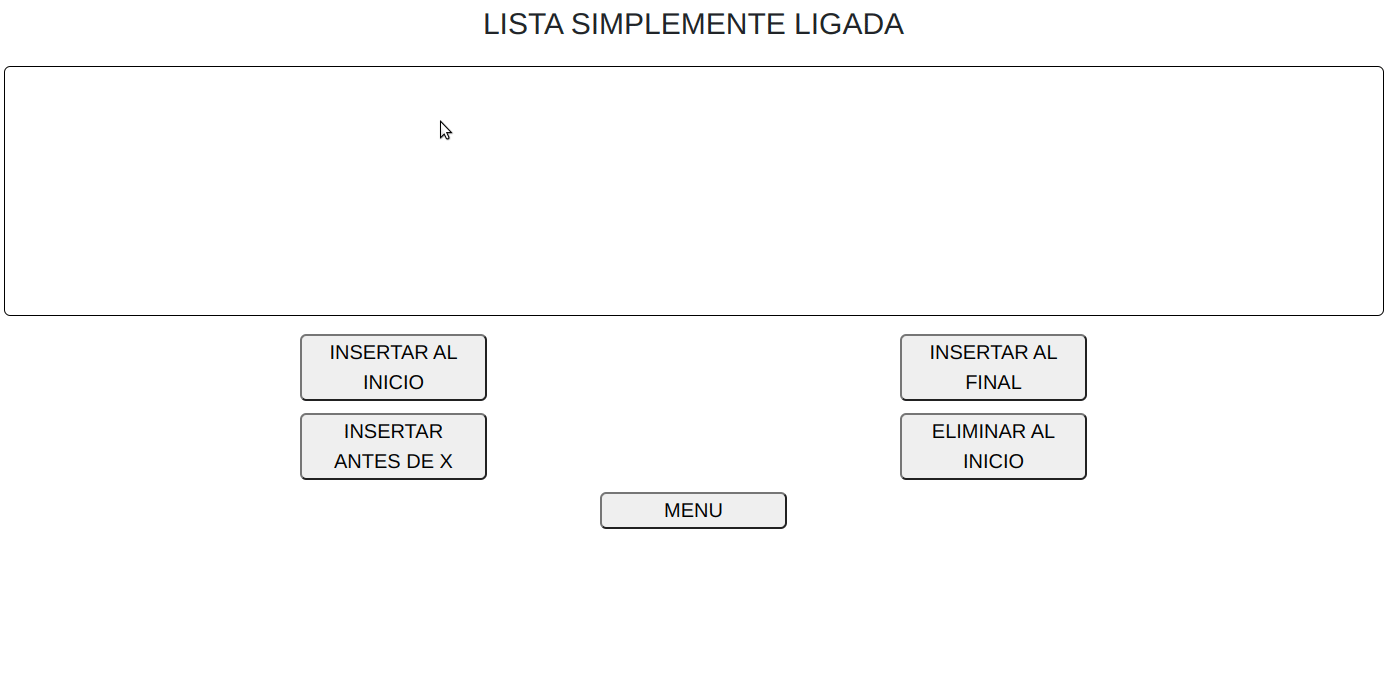 LISTA SIMPLEMENTE LIGADA
INSERTAR AL
INICIO
INSERTAR AL
FINAL
INSERTAR
ANTES DE X
ELIMINAR AL
INICIO
MENU